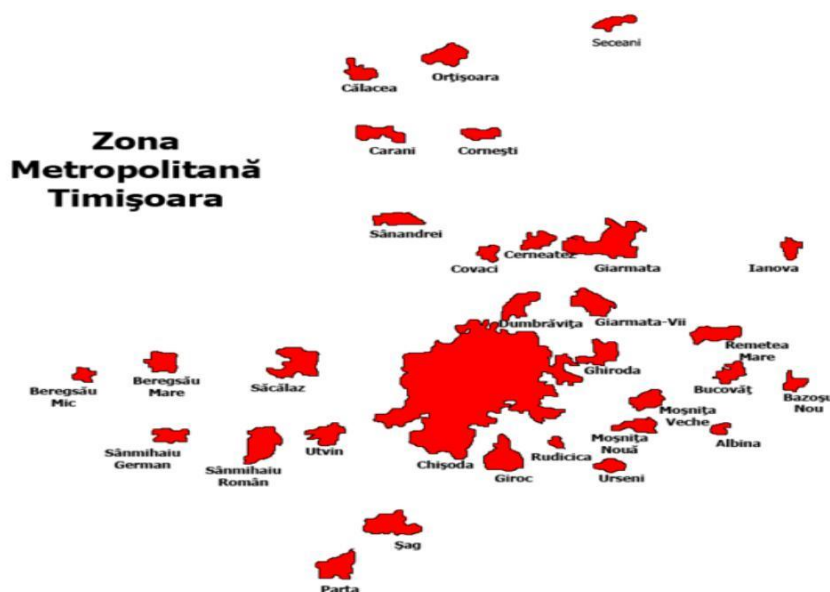 Seceani
Orţişoara
Călacea
Carani
Corneşti
Zona
Metropolitană
Timişoara
Sânandrei
Cerneatez
Covaci
Giarmata
Ianova
Dumbrăviţa
Giarmata-Vii
Remetea
Mare
Ghiroda
Beregsău
Mic
Beregsău
Mare
Săcălaz
Bucovăţ
Bazoşu
Nou
Moşniţa
Veche
Sânmihaiu
German
Sânmihaiu
Român
Utvin
Chişoda
Giroc
Rudicica
Moşniţa
Nouă
Albina
Urseni
Şag
Parta